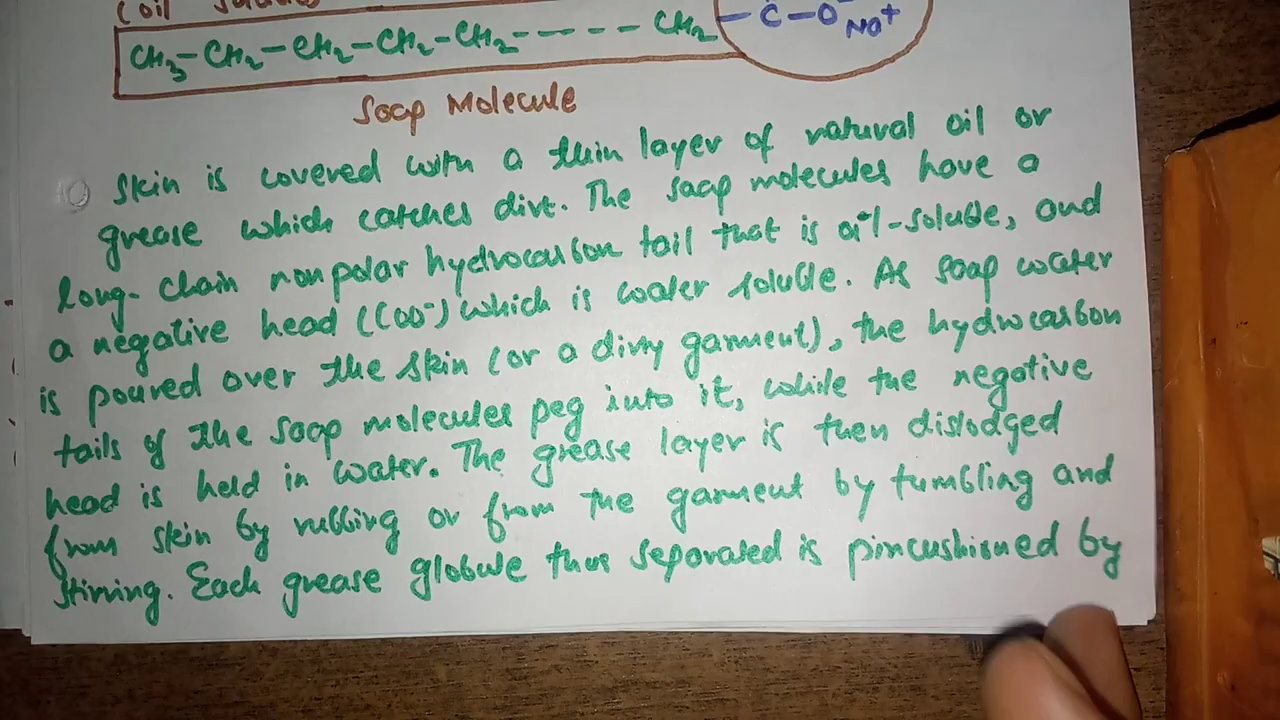 (oil soluble
CH3-CH2-CH2-CH2-CH2----- CH2 -C-O Na+
Soap Molecule
Skin is covered with a thin layer of natural oil or
grease which catches dirt. The soap molecules have a
long-chain nonpolar hydrocarbon tail that is oil-soluble, and
a negative head (COO-) which is water soluble. As soap water
is poured over the skin (or a dirty garment), the hydrocarbon
tails of the soap molecules peg into it, while the negative
head is held in water. The grease layer is then dislodged
from skin by rubbing or from the garment by tumbling and
stirring. Each grease globule thus separated is pincushioned by